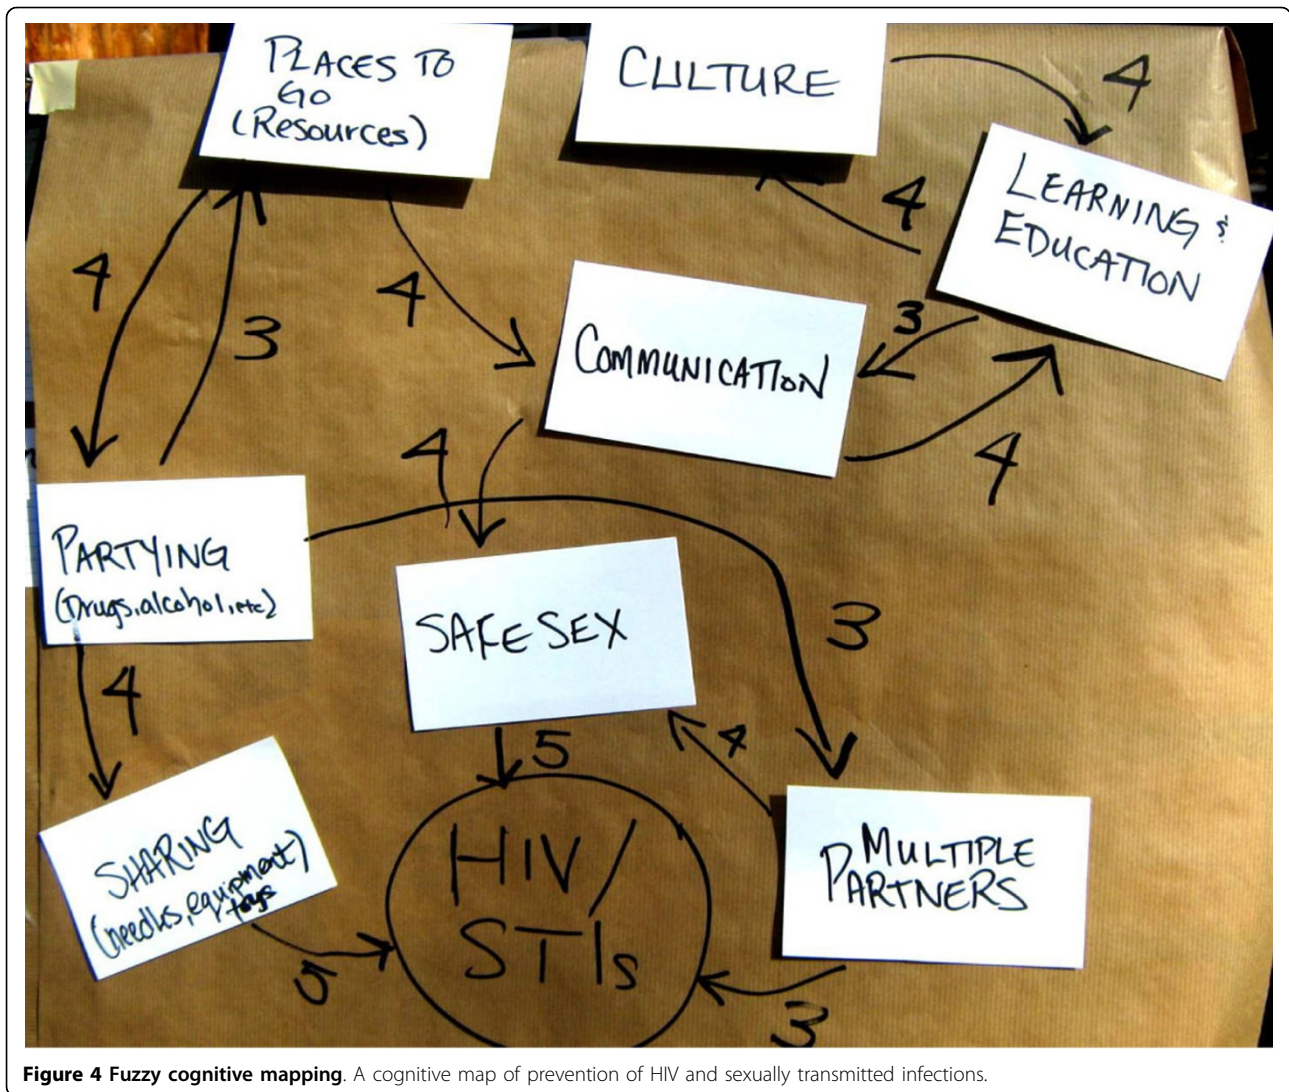 PLACES TO
GO
(Resources)
CULTURE
4
LEARNING &
EDUCATION
4
4
3
4
3
COMMUNICATION
4
4
PARTYING
(Drugs, alcohol, etc)
SAFE SEX
3
4
5
4
SHARING
(needles, equipment)
toys
HIV/
STIs
MULTIPLE
PARTNERS
5
3
Figure 4 Fuzzy cognitive mapping. A cognitive map of prevention of HIV and sexually transmitted infections.